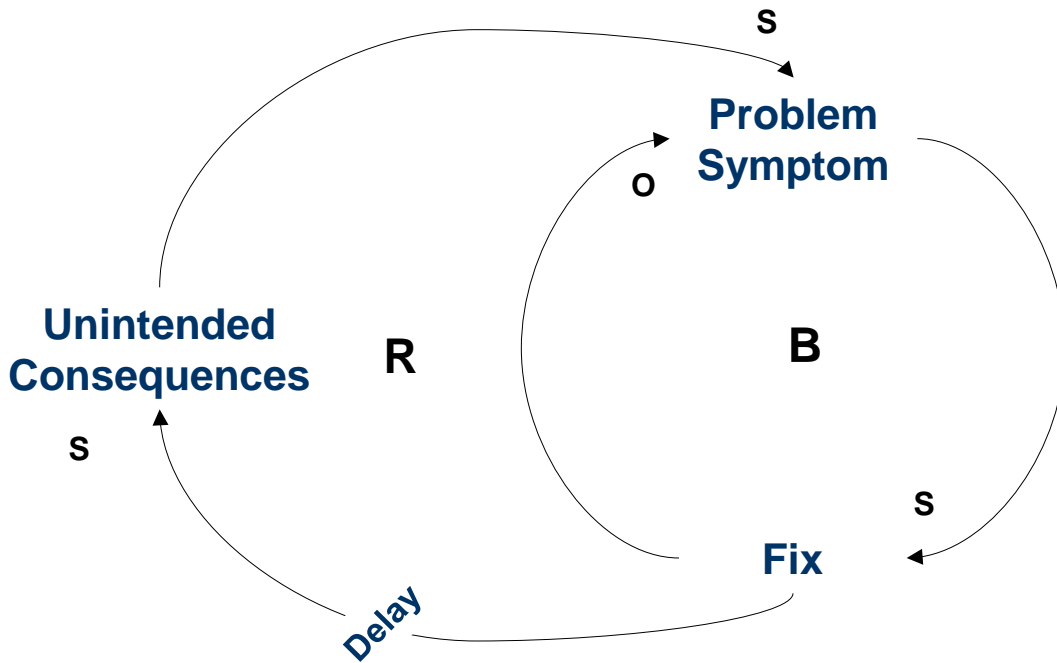 S
Problem
Symptom
O
Unintended
Consequences
R
B
S
S
Fix
Delay